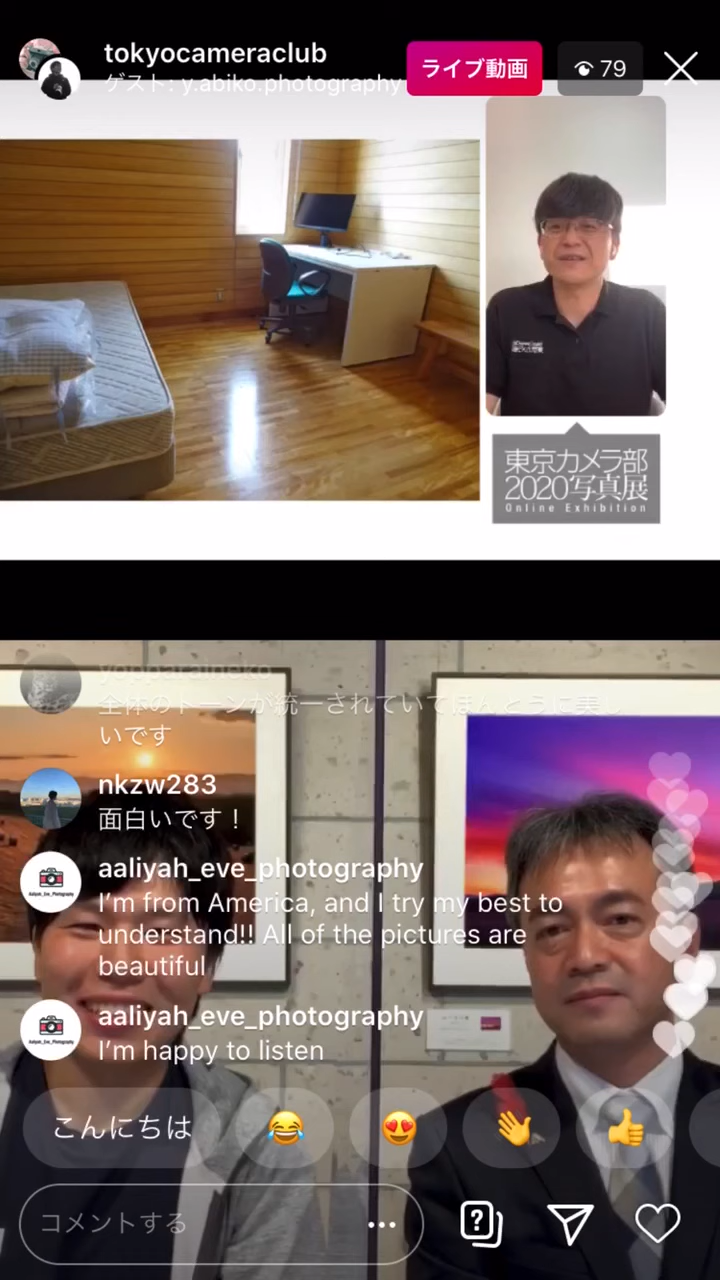 tokyocameraclub
ゲスト: y.abiko.photography
ライブ動画
79
東京カメラ部
2020写真展
Online Exhibition
yopparaineko
全体のトーンが統一されていてほんとうに美し
いです
nkzw283
面白いです！
aaliyah_eve_photography
I'm from America, and I try my best to
understand!! All of the pictures are
beautiful
aaliyah_eve_photography
I'm happy to listen
こんにちは
コメントする